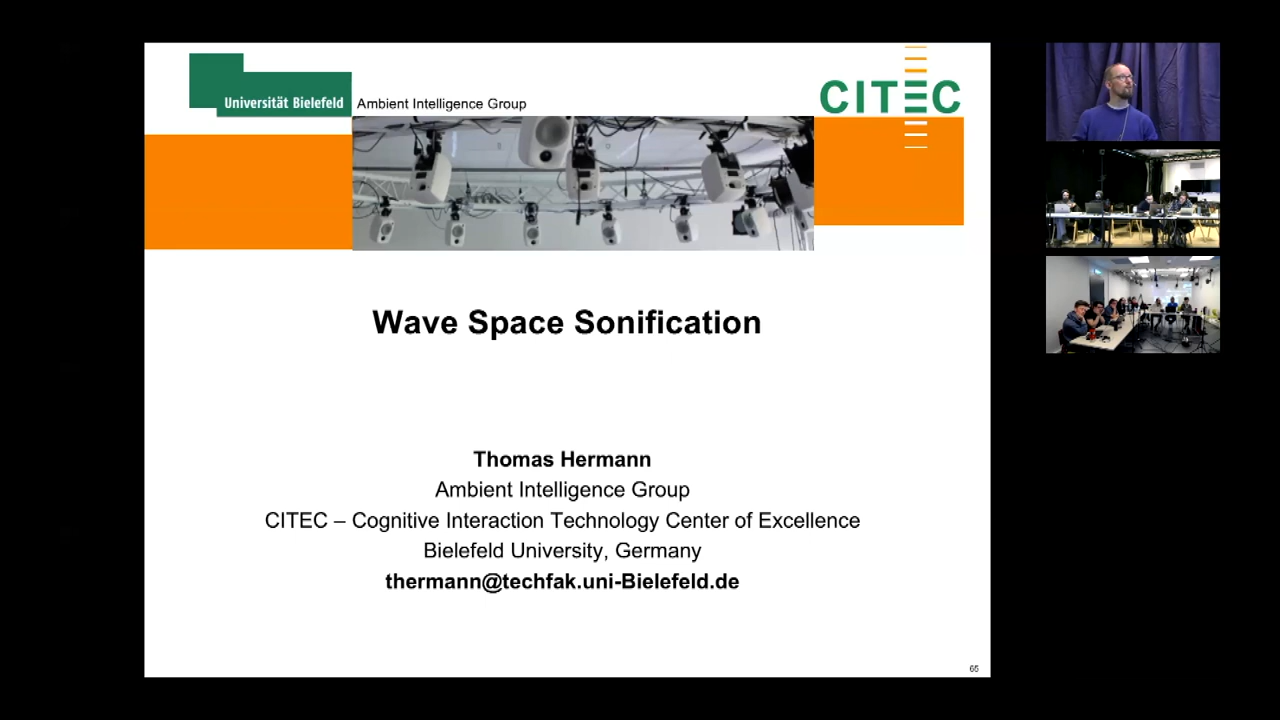 Universität Bielefeld
Ambient Intelligence Group
CITEC
Wave Space Sonification
Thomas Hermann
Ambient Intelligence Group
CITEC – Cognitive Interaction Technology Center of Excellence
Bielefeld University, Germany
thermann@techfak.uni-Bielefeld.de
65